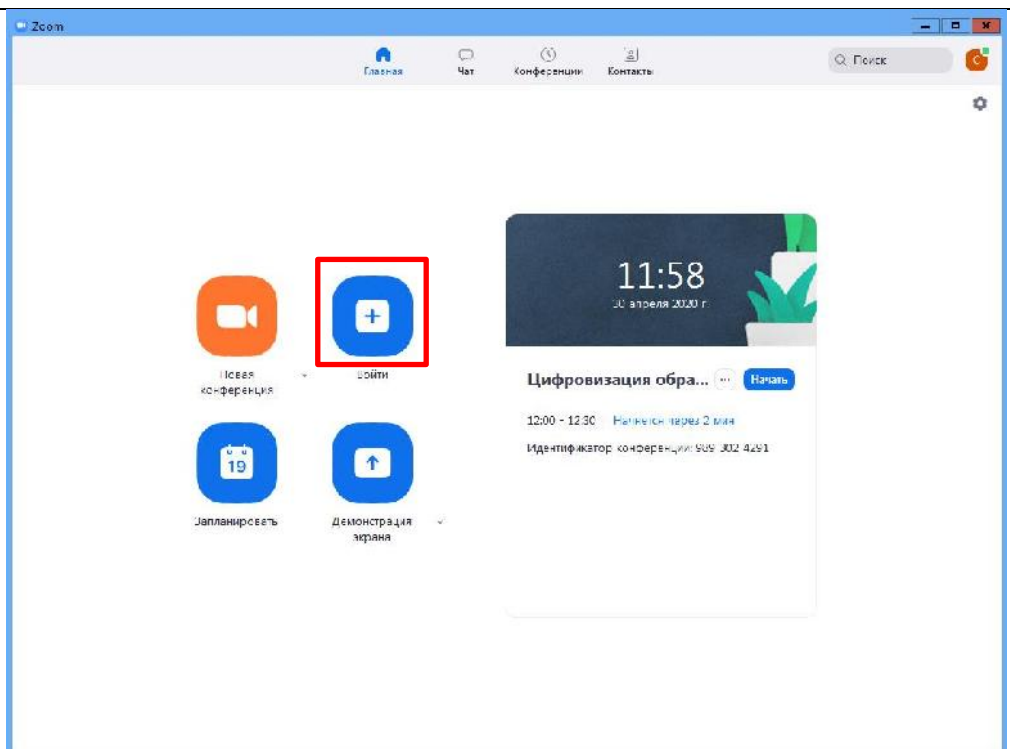 Zoom
Главная
Чат
Конференции
Контакты
Поиск
C
11:58
30 апреля 2020 г.
Новая
конференция
Войти
Цифровизация обра... ... Начать
12:00 - 12:30 Начнется через 2 мин
Идентификатор конференции: 989 302 4291
19
Запланировать
Демонстрация
экрана